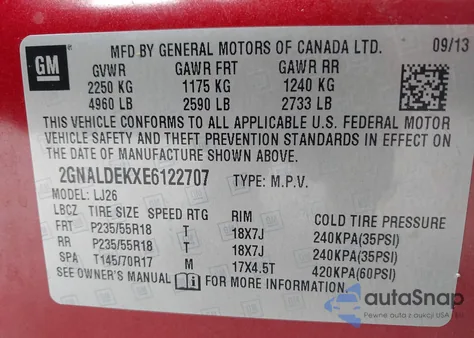 GM
MFD BY GENERAL MOTORS OF CANADA LTD. 09/13
GVWR GAWR FRT GAWR RR
2250 KG 1175 KG 1240 KG
4960 LB 2590 LB 2733 LB
THIS VEHICLE CONFORMS TO ALL APPLICABLE U.S. FEDERAL MOTOR
VEHICLE SAFETY AND THEFT PREVENTION STANDARDS IN EFFECT ON
THE DATE OF MANUFACTURE SHOWN ABOVE.
2GNALDEKXE6122707 TYPE: M.P.V.
MODEL: LJ26
LBCZ TIRE SIZE SPEED RTG RIM COLD TIRE PRESSURE
FRT P235/55R18 T 18X7J 240KPA(35PSI)
RR P235/55R18 T 18X7J 240KPA(35PSI)
SPA T145/70R17 M 17X4.5T 420KPA(60PSI)
SEE OWNER'S MANUAL FOR MORE INFORMATION
autoSnap
Pewne auta z aukcji USA